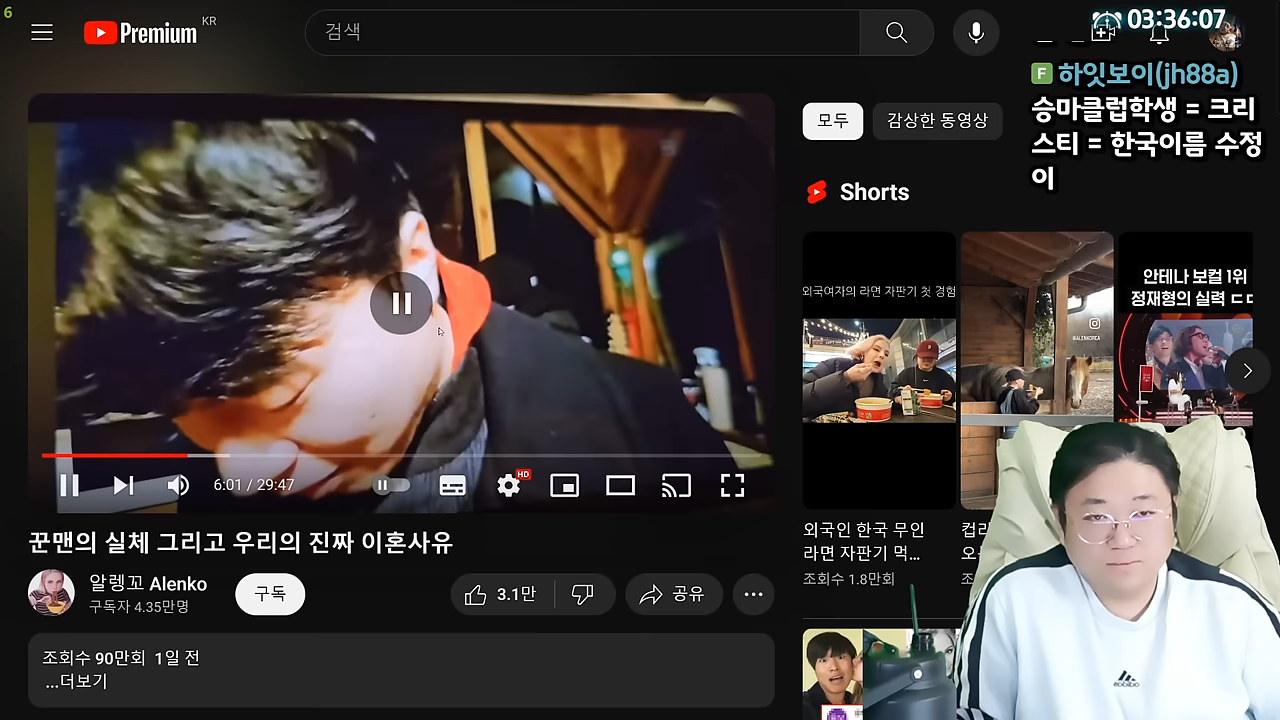 6
Premium
KR
검색
03:36:07
F 하잇보이(jh88a)
승마클럽학생 = 크리
스티 = 한국이름 수정
이
모두
감상한 동영상
Shorts
외국여자의 라면 자판기 첫 경험
@ALENKOREA
안테나 보컬 1위
정재형의 실력 ㄷㄷ
6:01 / 29:47
HD
꾼맨의 실체 그리고 우리의 진짜 이혼사유
알렝꼬 Alenko
구독자 4.35만명
구독
3.1만
공유
외국인 한국 무인
라면 자판기 먹...
조회수 1.8만회
조회수 90만회 1일 전
...더보기